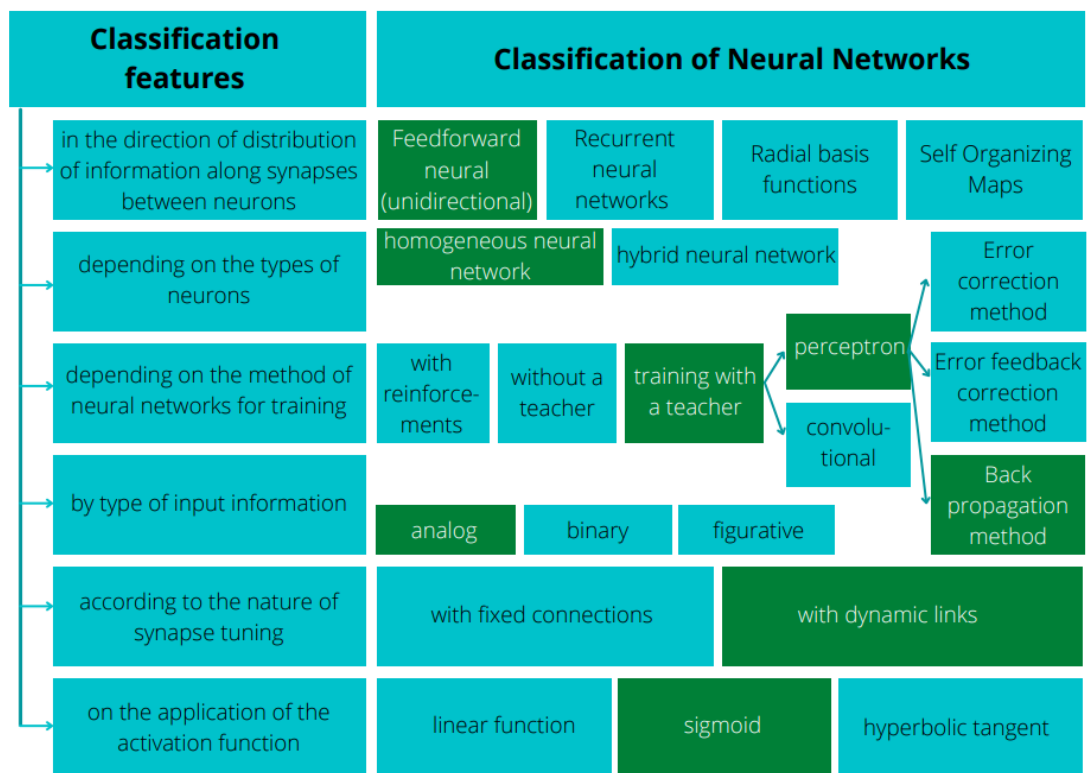 Classification
features
Classification of Neural Networks
in the direction of distribution
of information along synapses
between neurons
Feedforward
neural
(unidirectional)
Recurrent
neural
networks
Radial basis
functions
Self Organizing
Maps
depending on the types of
neurons
homogeneous neural
network
hybrid neural network
depending on the method of
neural networks for training
with
reinforce-
ments
without a
teacher
training with
a teacher
perceptron
convolu-
tional
Error
correction
method
Error feedback
correction
method
Back
propagation
method
by type of input information
analog
binary
figurative
according to the nature of
synapse tuning
with fixed connections
with dynamic links
on the application of the
activation function
linear function
sigmoid
hyperbolic tangent